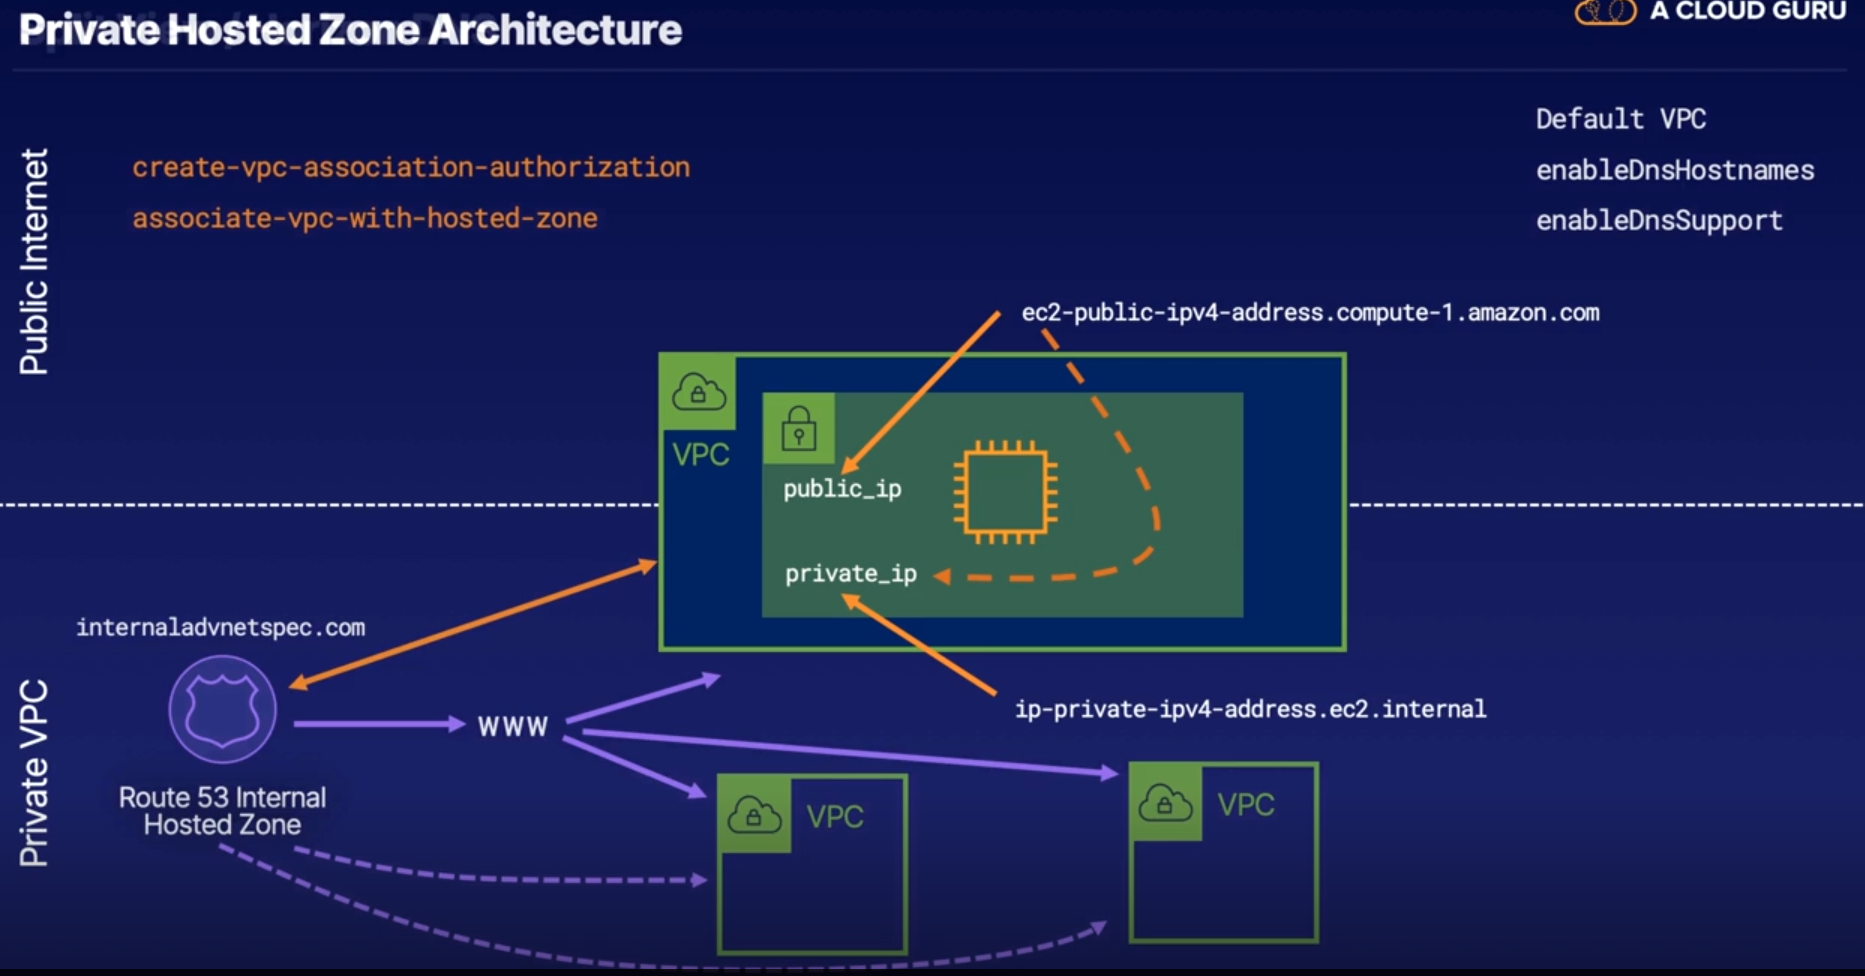 Private Hosted Zone Architecture
A CLOUD GURU
Public Internet
create-vpc-association-authorization
associate-vpc-with-hosted-zone
Default VPC
enableDnsHostnames
enableDnsSupport
ec2-public-ipv4-address.compute-1.amazon.com
VPC
public_ip
private_ip
internaladvnetspec.com
Private VPC
www
ip-private-ipv4-address.ec2.internal
Route 53 Internal
Hosted Zone
VPC
VPC